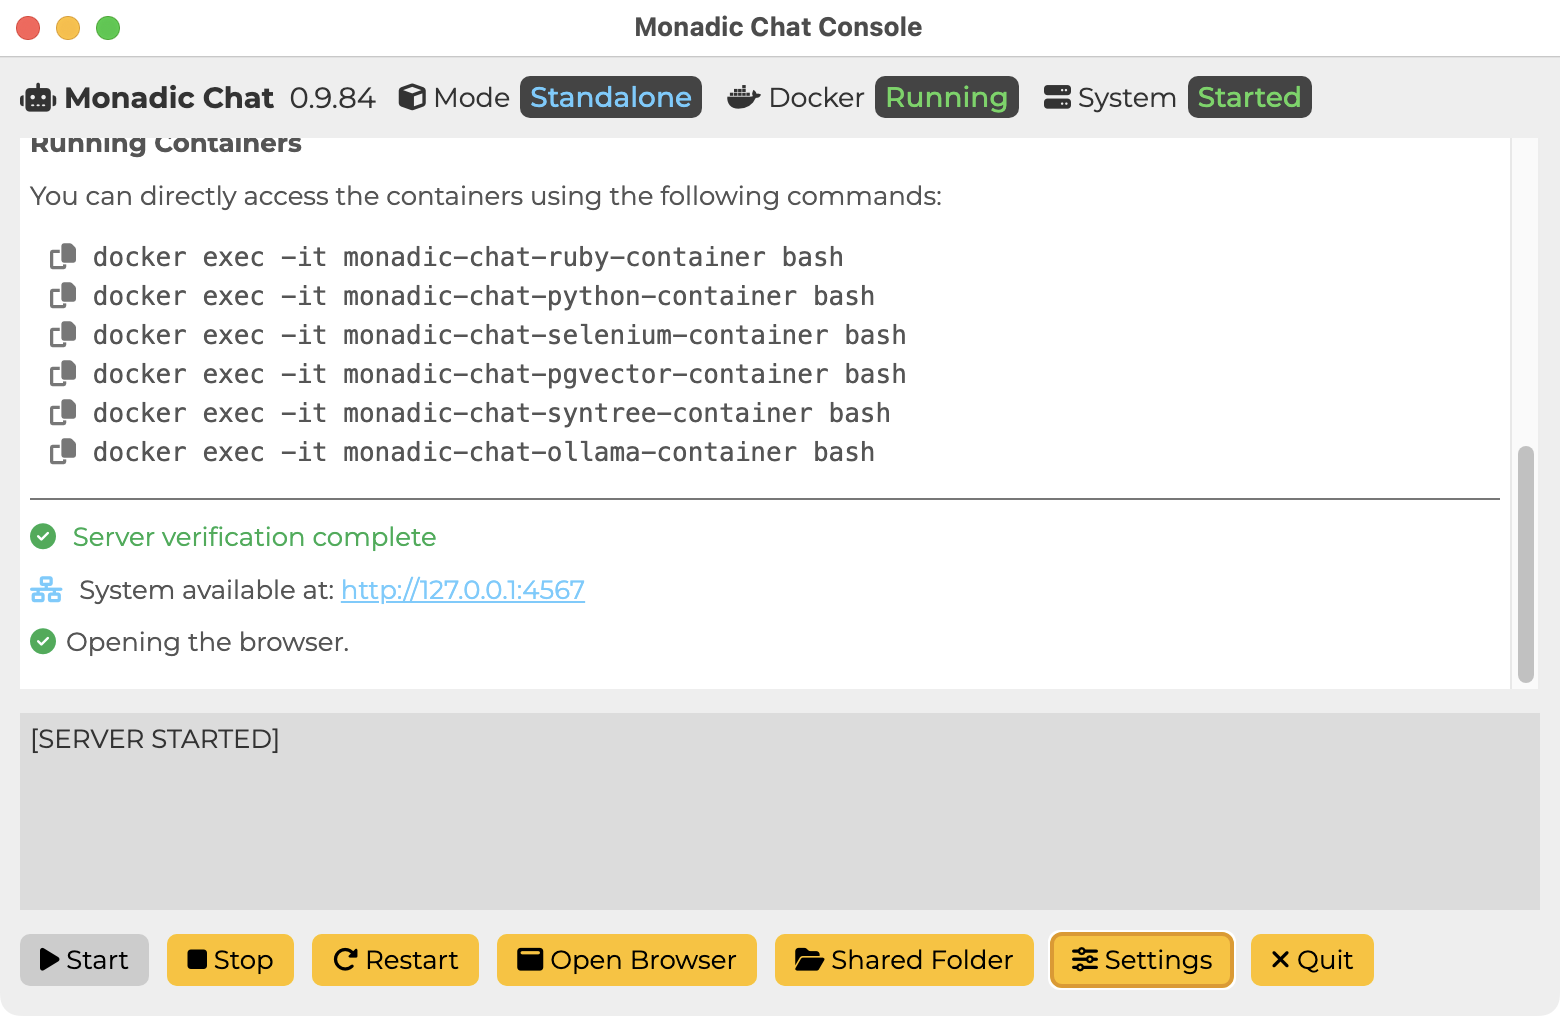 Monadic Chat Console
Monadic Chat 0.9.84 Mode Standalone Docker Running System Started
Running Containers
You can directly access the containers using the following commands:
docker exec -it monadic-chat-ruby-container bash
docker exec -it monadic-chat-python-container bash
docker exec -it monadic-chat-selenium-container bash
docker exec -it monadic-chat-pgvector-container bash
docker exec -it monadic-chat-syntree-container bash
docker exec -it monadic-chat-ollama-container bash
Server verification complete
System available at: http://127.0.0.1:4567
Opening the browser.
[SERVER STARTED]
Start Stop Restart Open Browser Shared Folder Settings Quit